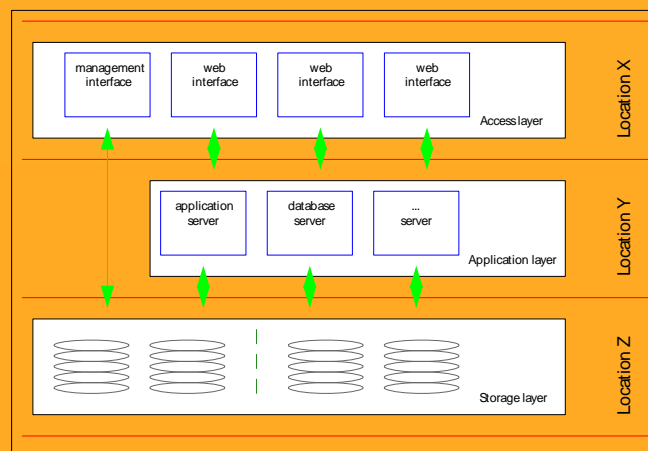 management
interface
web
interface
web
interface
web
interface
Access layer
Location X
application
server
database
server
...
server
Application layer
Location Y
Storage layer
Location Z